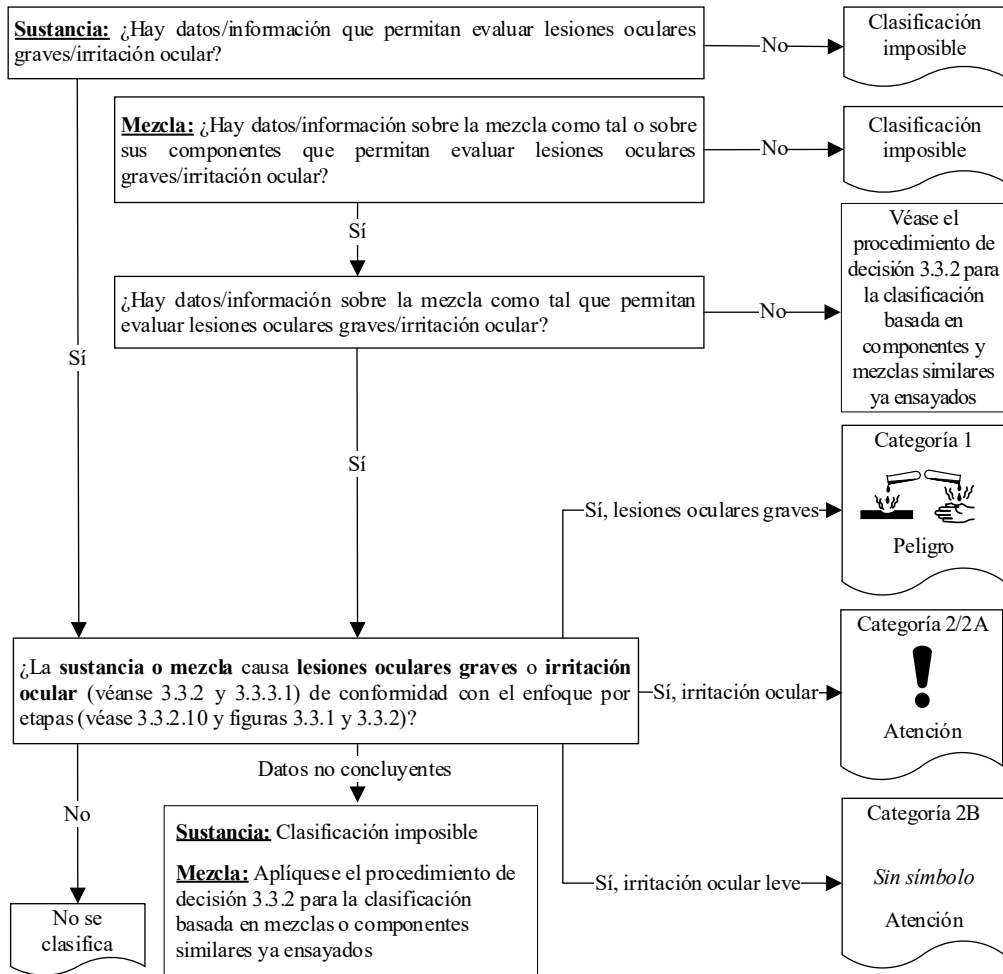 Sustancia: ¿Hay datos/información que permitan evaluar lesiones oculares
graves/irritación ocular?
No
Clasificación
imposible
Mezcla: ¿Hay datos/información sobre la mezcla como tal o sobre
sus componentes que permitan evaluar lesiones oculares
graves/irritación ocular?
No
Clasificación
imposible
Sí
¿Hay datos/información sobre la mezcla como tal que permitan
evaluar lesiones oculares graves/irritación ocular?
No
Véase el
procedimiento de
decisión 3.3.2 para
la clasificación
basada en
componentes y
mezclas similares
ya ensayados
Sí
Sí
Sí, lesiones oculares graves
Categoría 1
Peligro
¿La sustancia o mezcla causa lesiones oculares graves o irritación
ocular (véanse 3.3.2 y 3.3.3.1) de conformidad con el enfoque por
etapas (véase 3.3.2.10 y figuras 3.3.1 y 3.3.2)?
Sí, irritación ocular
Categoría 2/2A
Atención
Sí, irritación ocular leve
Categoría 2B
Sin símbolo
Atención
Datos no concluyentes
Sustancia: Clasificación imposible
Mezcla: Aplíquese el procedimiento de
decisión 3.3.2 para la clasificación
basada en mezclas o componentes
similares ya ensayados
No
No se
clasifica